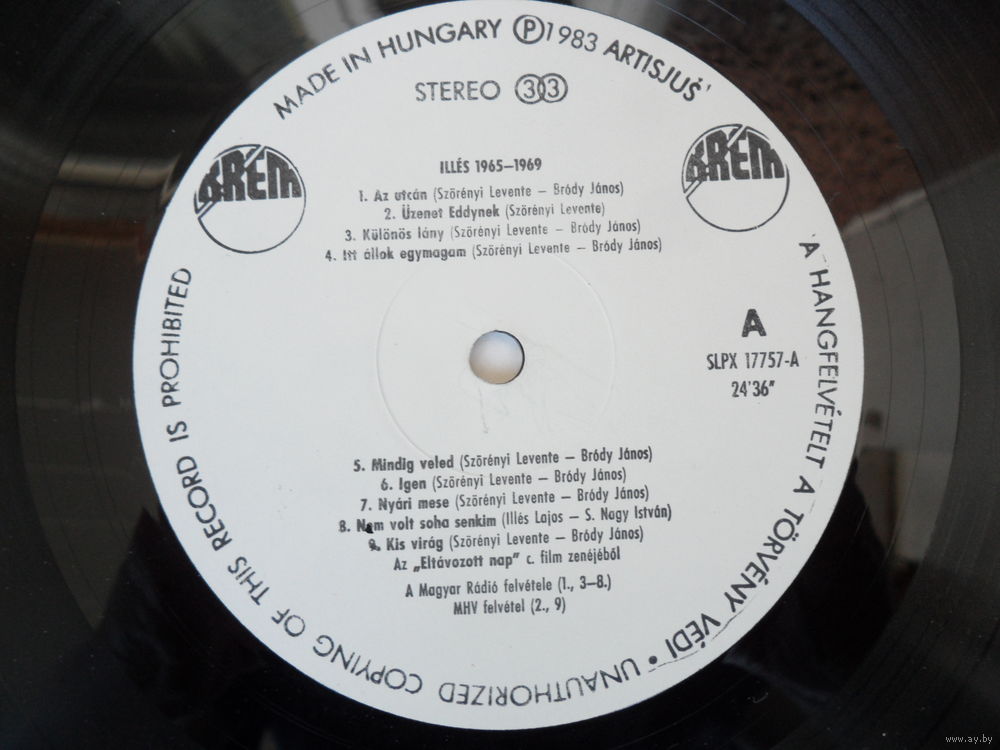 MADE IN HUNGARY Ⓟ 1983 ARTISJUS
STEREO 33
KRÉM
KRÉM
ILLÉS 1965–1969
1. Az utcán (Szörényi Levente – Bródy János)
2. Üzenet Eddynek (Szörényi Levente)
3. Különös lány (Szörényi Levente – Bródy János)
4. Itt állok egymagam (Szörényi Levente – Bródy János)
A
SLPX 17757-A
24'36"
5. Mindig veled (Szörényi Levente – Bródy János)
6. Igen (Szörényi Levente – Bródy János)
7. Nyári mese (Szörényi Levente – Bródy János)
8. Nem volt soha senkim (Illés Lajos – S. Nagy István)
9. Kis virág (Szörényi Levente – Bródy János)
Az „Eltávozott nap" c. film zenéjéből
A Magyar Rádió felvétele (1., 3–8.)
MHV felvétel (2., 9)
A HANGFELVÉTELT A TÖRVÉNY VÉDI • UNAUTHORIZED COPYING OF THIS RECORD IS PROHIBITED
www.ay.by